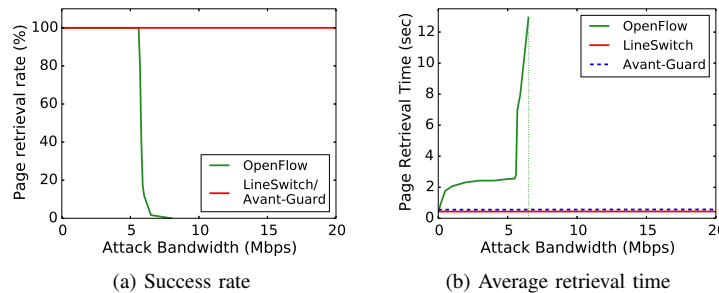 100
80
60
40
20
0
Page retrieval rate (%)
OpenFlow
LineSwitch/
Avant-Guard
0 5 10 15 20
Attack Bandwidth (Mbps)
(a) Success rate
12
10
8
6
4
2
0
Page Retrieval Time (sec)
OpenFlow
LineSwitch
Avant-Guard
0 5 10 15 20
Attack Bandwidth (Mbps)
(b) Average retrieval time